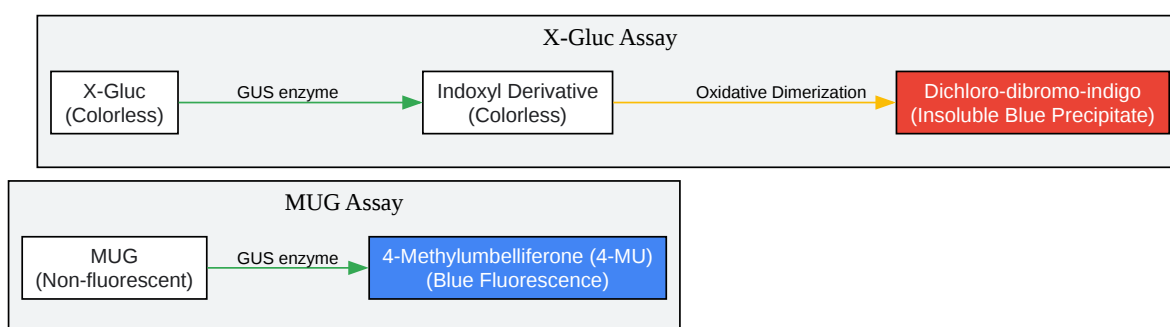 X-Gluc Assay
X-Gluc
(Colorless)
GUS enzyme
Indoxyl Derivative
(Colorless)
Oxidative Dimerization
Dichloro-dibromo-indigo
(Insoluble Blue Precipitate)
MUG Assay
MUG
(Non-fluorescent)
GUS enzyme
4-Methylumbelliferone (4-MU)
(Blue Fluorescence)